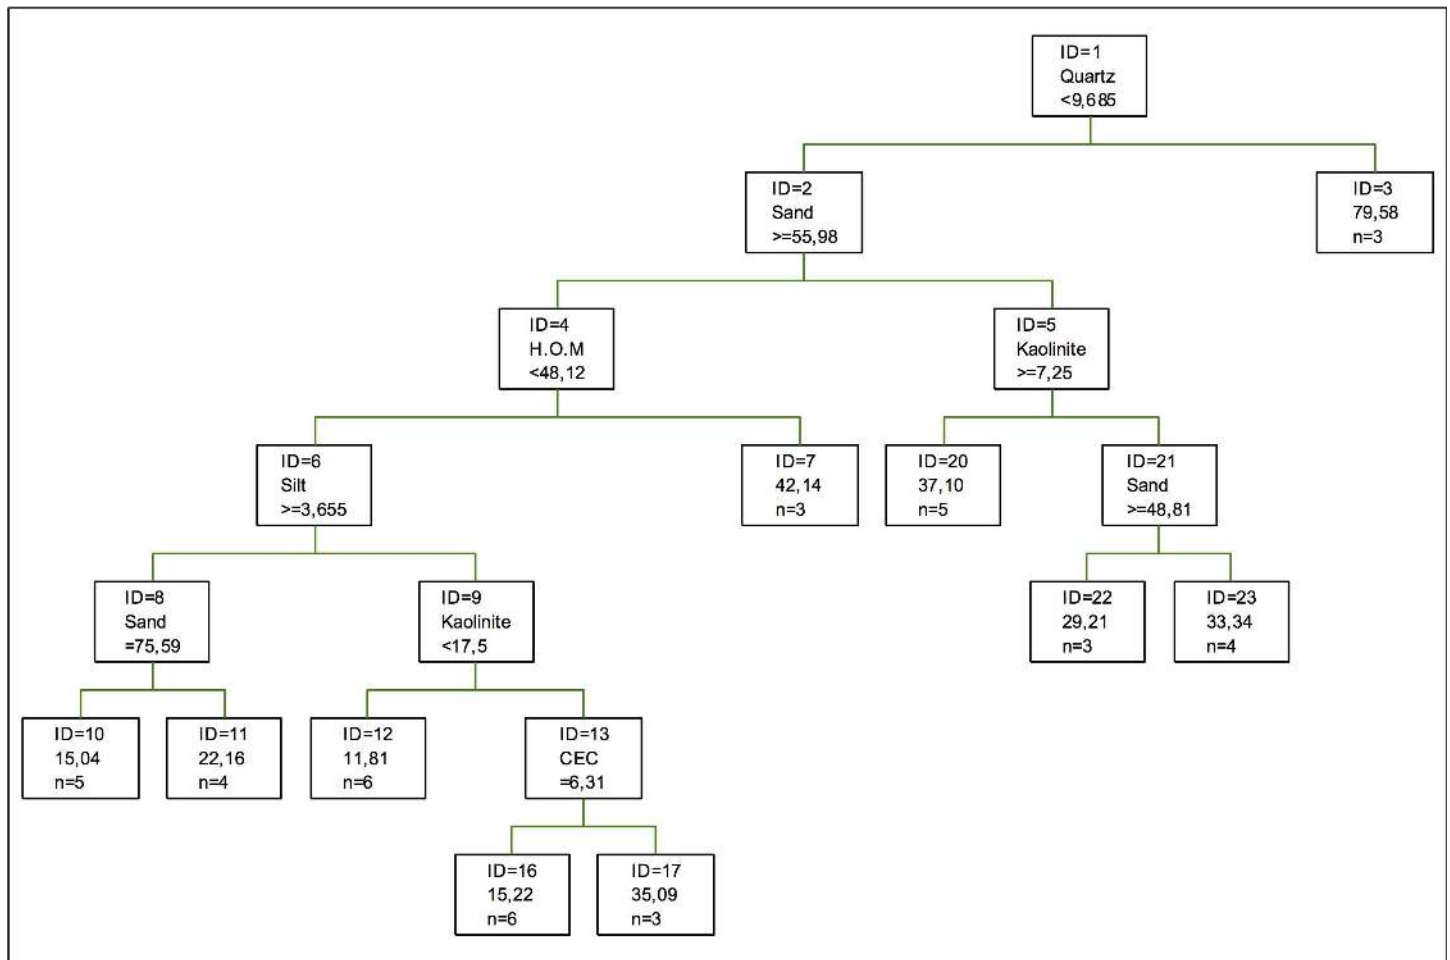 ID=1
Quartz
<9,685
ID=2
Sand
>=55,98
ID=3
79,58
n=3
ID=4
H.O.M
<48,12
ID=5
Kaolinite
>=7,25
ID=6
Silt
>=3,655
ID=7
42,14
n=3
ID=20
37,10
n=5
ID=21
Sand
>=48,81
ID=8
Sand
=75,59
ID=9
Kaolinite
<17,5
ID=22
29,21
n=3
ID=23
33,34
n=4
ID=10
15,04
n=5
ID=11
22,16
n=4
ID=12
11,81
n=6
ID=13
CEC
=6,31
ID=16
15,22
n=6
ID=17
35,09
n=3